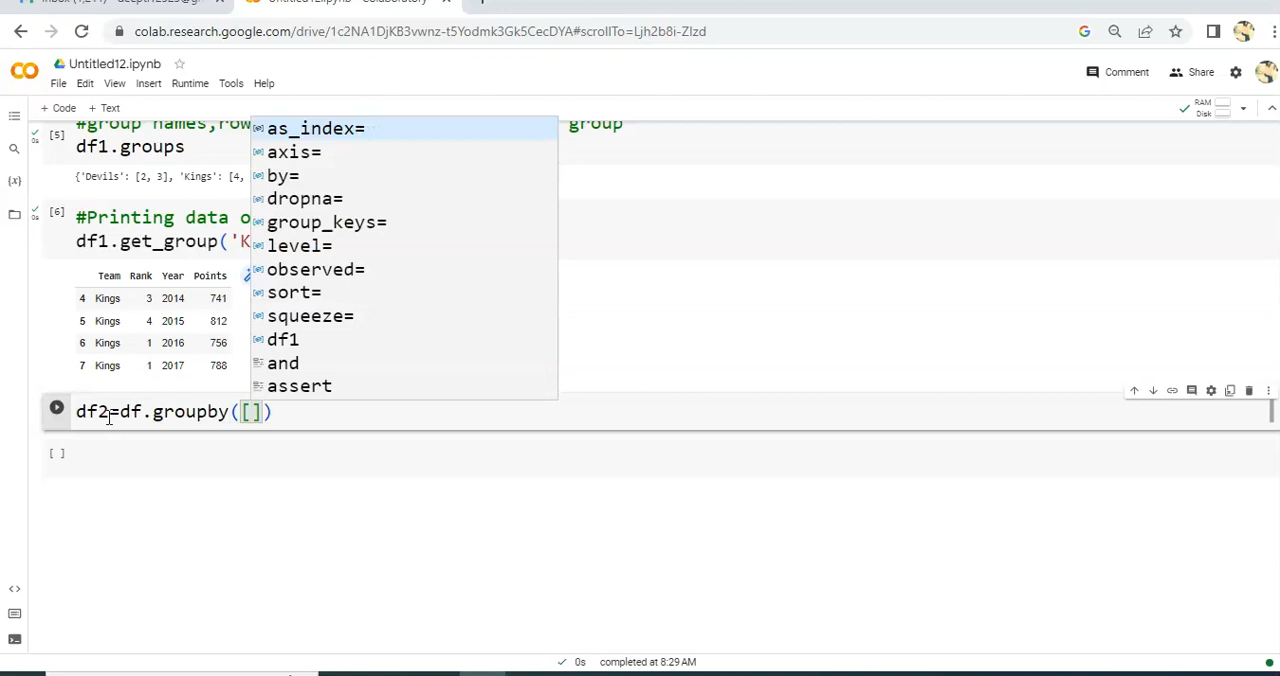 colab.research.google.com/drive/1c2NA1DjKB3vwnz-t5Yodmk3Gk5CecDYA#scrollTo=Ljh2b8i-Zlzd
Untitled12.ipynb
File Edit View Insert Runtime Tools Help
Comment
Share
+ Code + Text
RAM
Disk
#group names,row group
[5]
df1.groups
{'Devils': [2, 3], 'Kings': [4,
[6]
#Printing data o
df1.get_group('K
Team Rank Year Points
4 Kings 3 2014 741
5 Kings 4 2015 812
6 Kings 1 2016 756
7 Kings 1 2017 788
as_index=
axis=
by=
dropna=
group_keys=
level=
observed=
sort=
squeeze=
df1
and
assert
df2=df.groupby([])
[ ]
0s completed at 8:29 AM